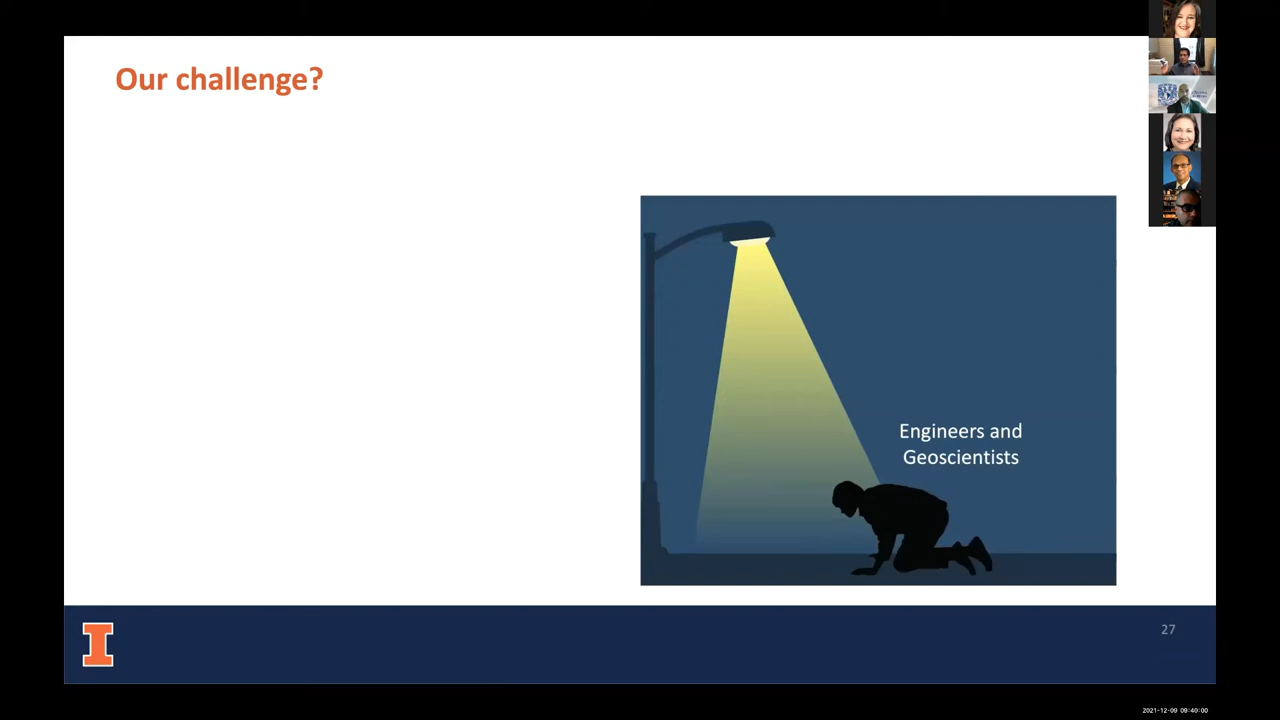 Our challenge?
Engineers and
Geoscientists
I
27
2021-12-09 09:40:00